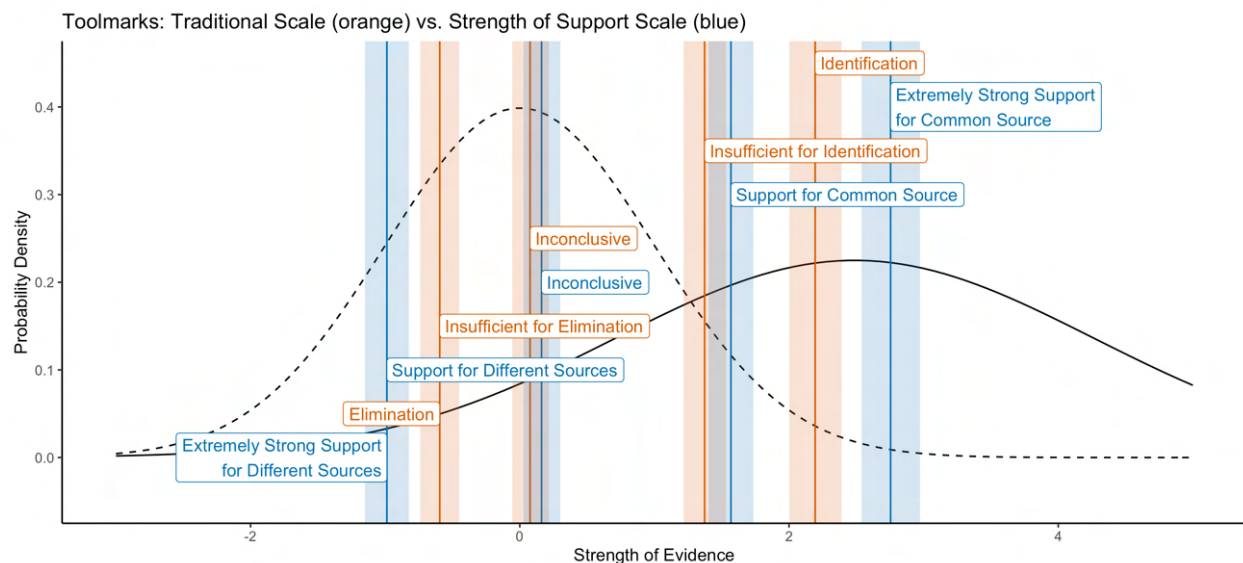 Toolmarks: Traditional Scale (orange) vs. Strength of Support Scale (blue)
Identification
Extremely Strong Support
for Common Source
Insufficient for Identification
Support for Common Source
Inconclusive
Inconclusive
Insufficient for Elimination
Support for Different Sources
Elimination
Extremely Strong Support
for Different Sources
Probability Density
0.4
0.3
0.2
0.1
0.0
-2
0
2
4
Strength of Evidence